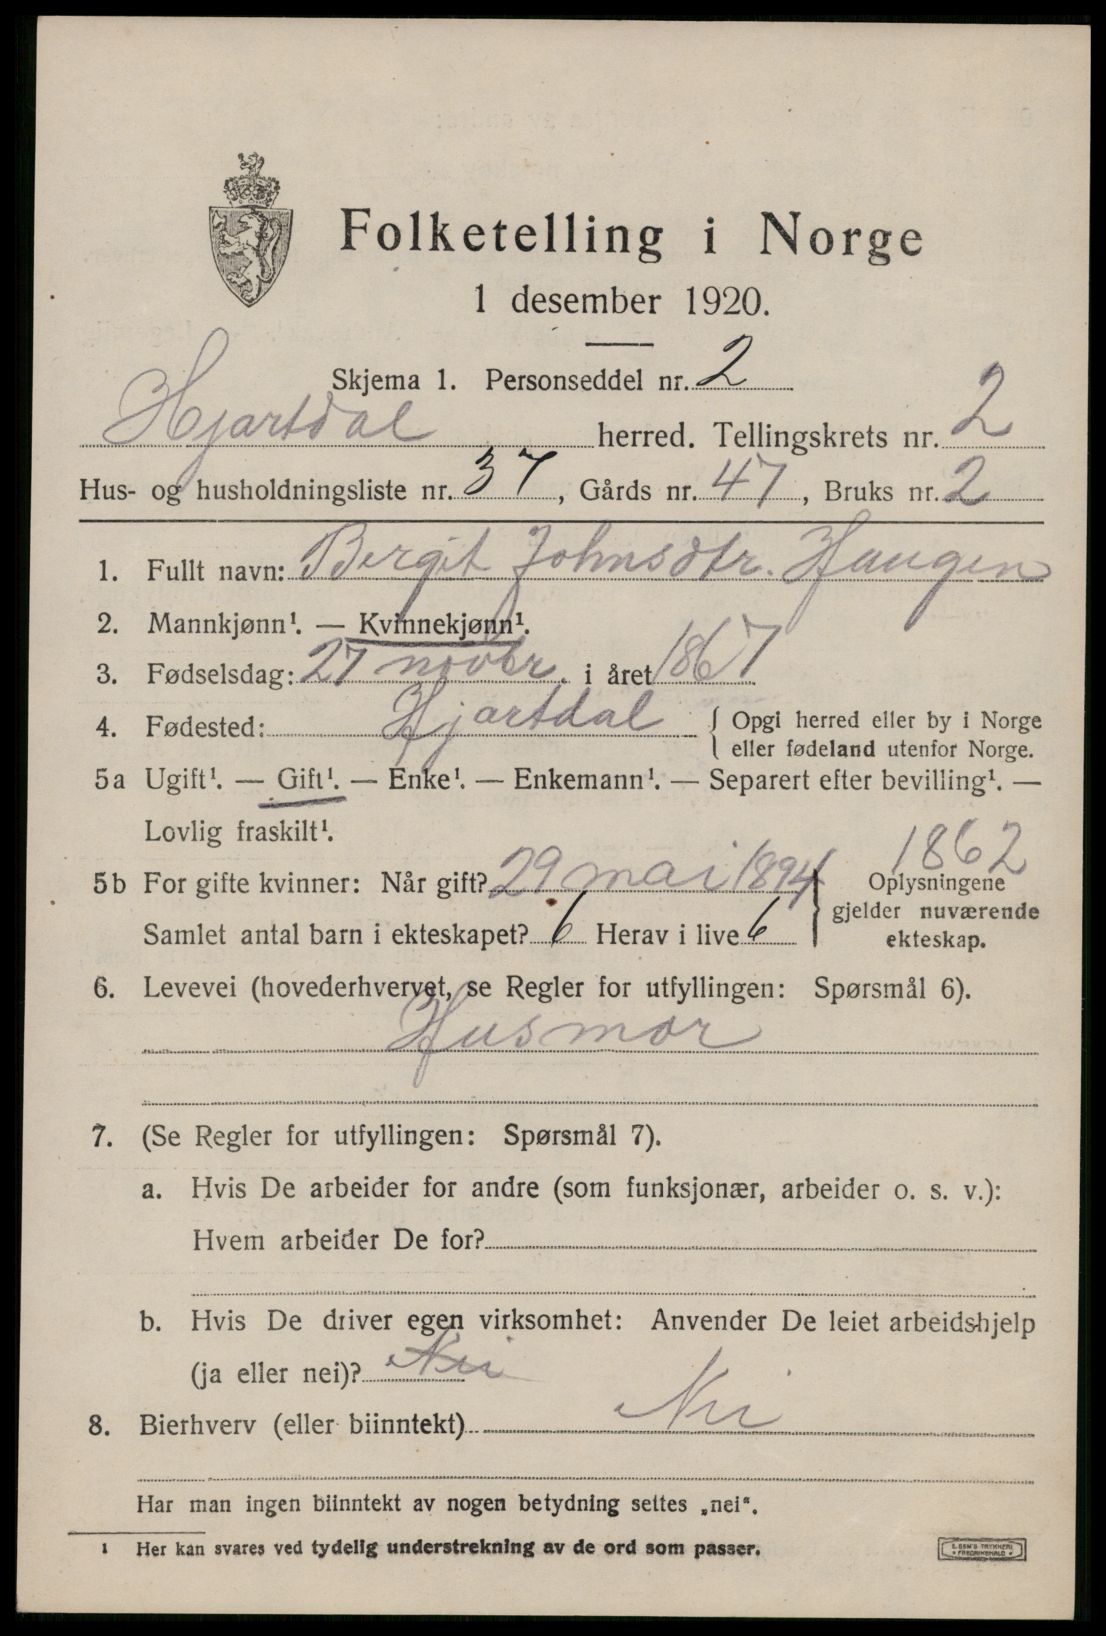 Folketelling i Norge
1 desember 1920.
Skjema 1. Personseddel nr. 2
Hjartdal herred. Tellingskrets nr. 2
Hus- og husholdningsliste nr. 37, Gårds nr. 47, Bruks nr. 2
1. Fullt navn: Bergit Johnsdtr. Haugen
2. Mannkjønn¹. — Kvinnekjønn¹.
3. Fødselsdag: 27 novbr. i året 1867
4. Fødested: Hjartdal { Opgi herred eller by i Norge
eller fødeland utenfor Norge.
5a Ugift¹. — Gift¹. — Enke¹. — Enkemann¹. — Separert efter bevilling¹. —
Lovlig fraskilt¹.
1862
5b For gifte kvinner: Når gift? 29 mai 1894 } Oplysningene
gjelder nuværende
Samlet antal barn i ekteskapet? 6 Herav i live 6 ekteskap.
6. Levevei (hovederhvervet, se Regler for utfyllingen: Spørsmål 6).
Husmor
7. (Se Regler for utfyllingen: Spørsmål 7).
a. Hvis De arbeider for andre (som funksjonær, arbeider o. s. v.):
Hvem arbeider De for?
b. Hvis De driver egen virksomhet: Anvender De leiet arbeidshjelp
(ja eller nei)? Nei
8. Bierhverv (eller biinntekt) Nei
Har man ingen biinntekt av nogen betydning settes „nei“.
¹ Her kan svares ved tydelig understrekning av de ord som passer.
E. SEM'S TRYKKERI
FREDRIKSHALD